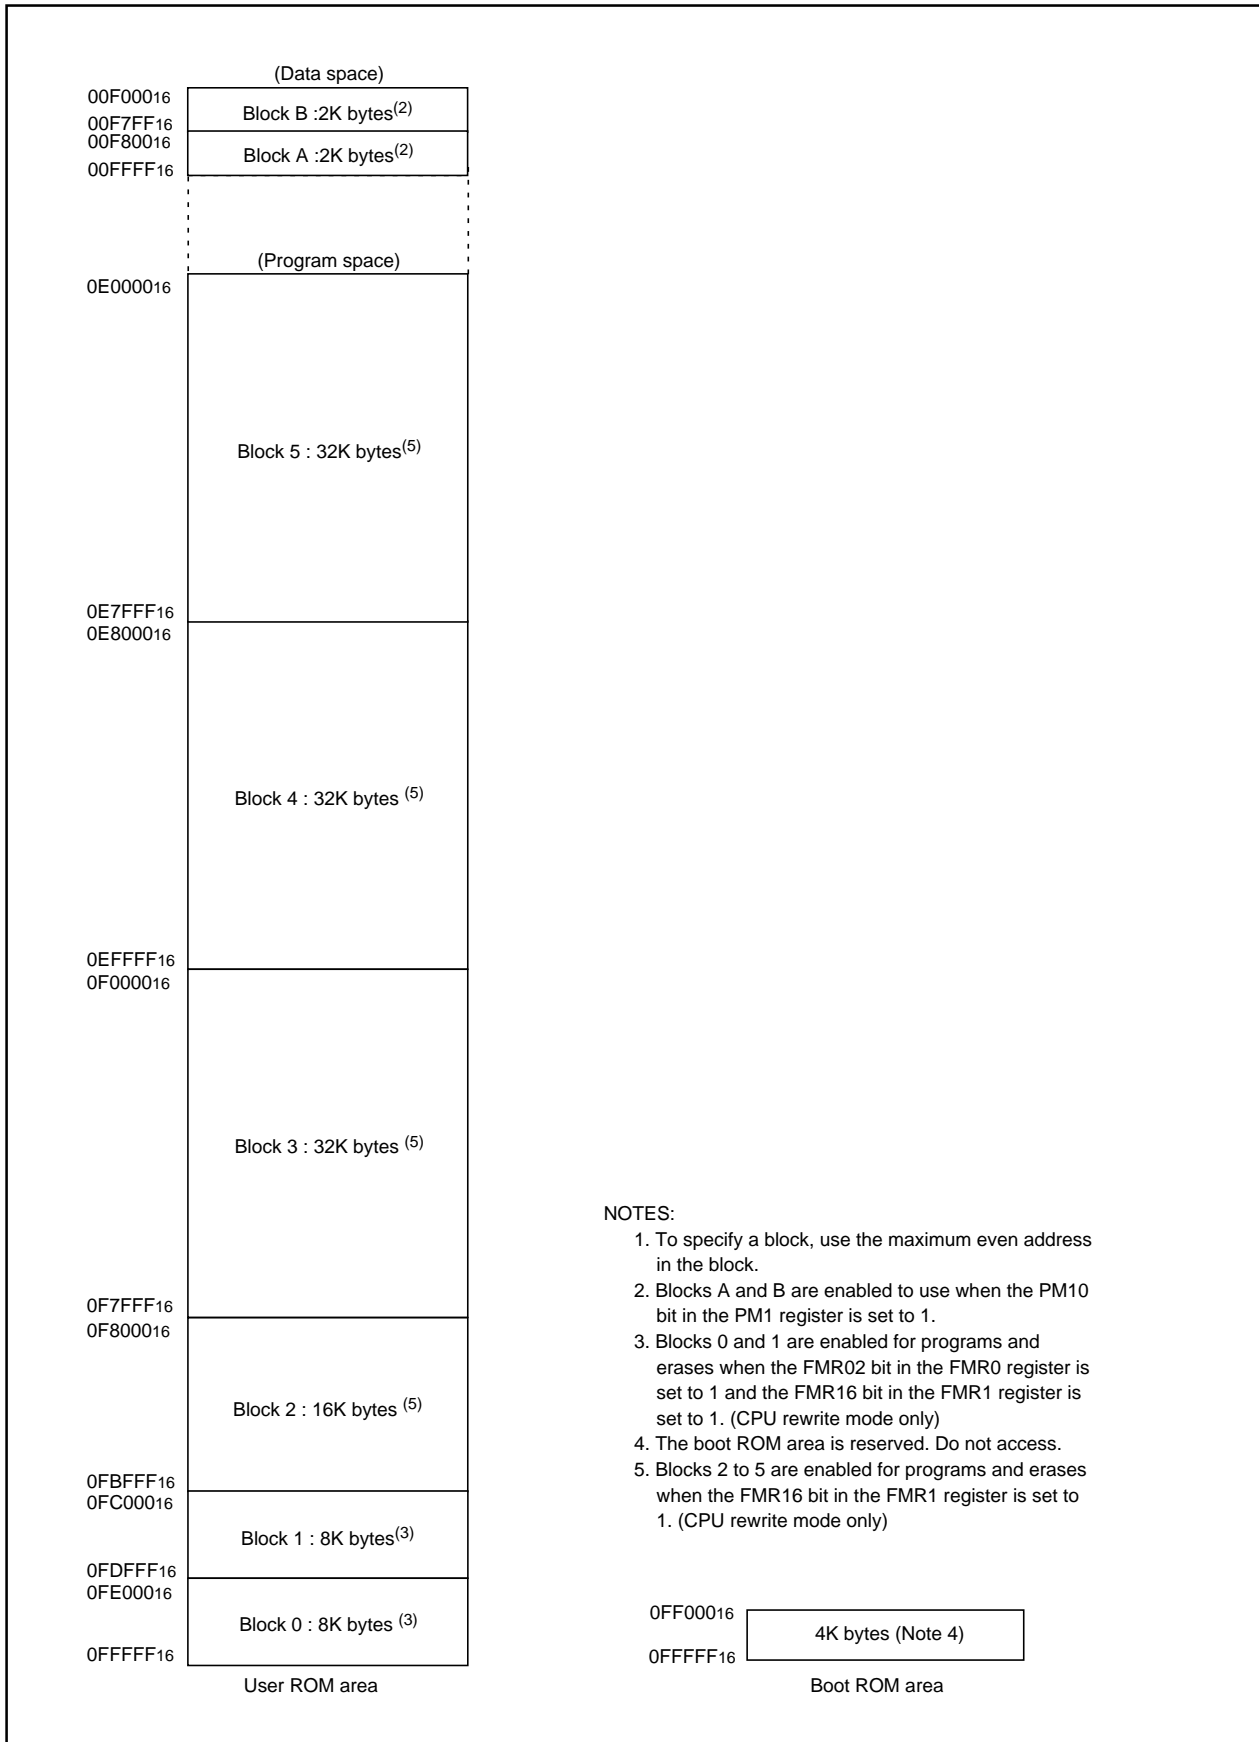 (Data space)
00F00016
Block B :2K bytes(2)
00F7FF16
00F80016
Block A :2K bytes(2)
00FFFF16
(Program space)
0E000016
Block 5 : 32K bytes(5)
0E7FFF16
0E800016
Block 4 : 32K bytes (5)
0EFFFF16
0F000016
Block 3 : 32K bytes (5)
0F7FFF16
0F800016
Block 2 : 16K bytes (5)
0FBFFF16
0FC00016
Block 1 : 8K bytes(3)
0FDFFF16
0FE00016
Block 0 : 8K bytes (3)
0FFFFF16
User ROM area
NOTES:
1. To specify a block, use the maximum even address
in the block.
2. Blocks A and B are enabled to use when the PM10
bit in the PM1 register is set to 1.
3. Blocks 0 and 1 are enabled for programs and
erases when the FMR02 bit in the FMR0 register is
set to 1 and the FMR16 bit in the FMR1 register is
set to 1. (CPU rewrite mode only)
4. The boot ROM area is reserved. Do not access.
5. Blocks 2 to 5 are enabled for programs and erases
when the FMR16 bit in the FMR1 register is set to
1. (CPU rewrite mode only)
0FF00016
4K bytes (Note 4)
0FFFFF16
Boot ROM area